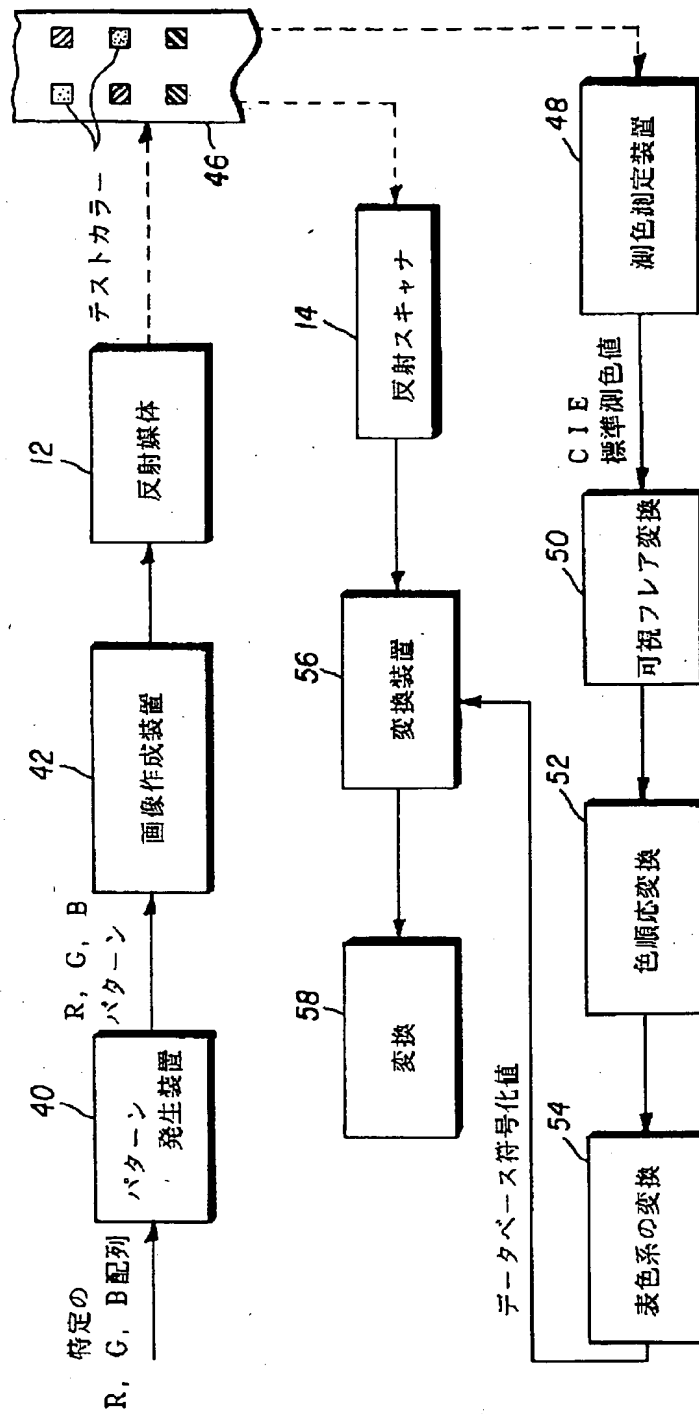 特定の
R, G, B配列
40
パターン
発生装置
R, G, B
パターン
42
画像作成装置
12
反射媒体
テストカラー
46
14
反射スキャナ
56
変換装置
58
変換
データベース符号化値
48
測色測定装置
CIE
標準測色値
50
可視フレア変換
52
色順応変換
54
表色系の変換